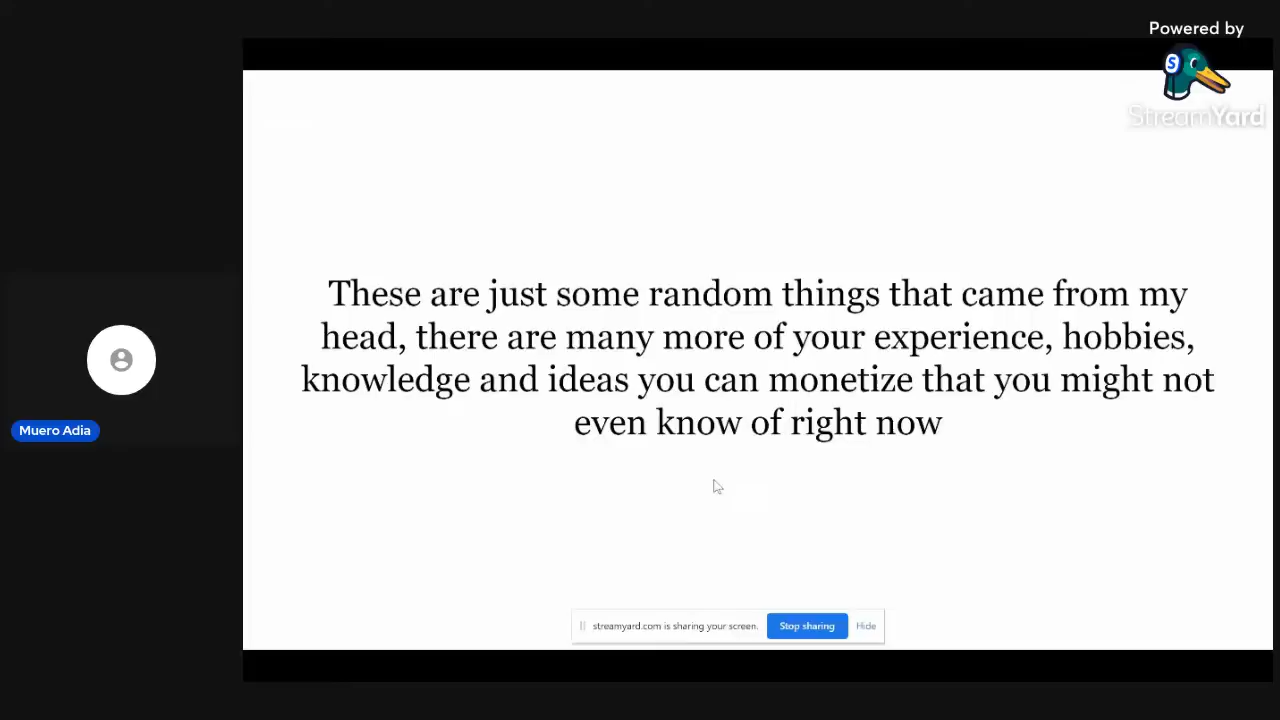 Powered by
S
StreamYard
These are just some random things that came from my
head, there are many more of your experience, hobbies,
knowledge and ideas you can monetize that you might not
even know of right now
Muero Adia
streamyard.com is sharing your screen.
Stop sharing
Hide